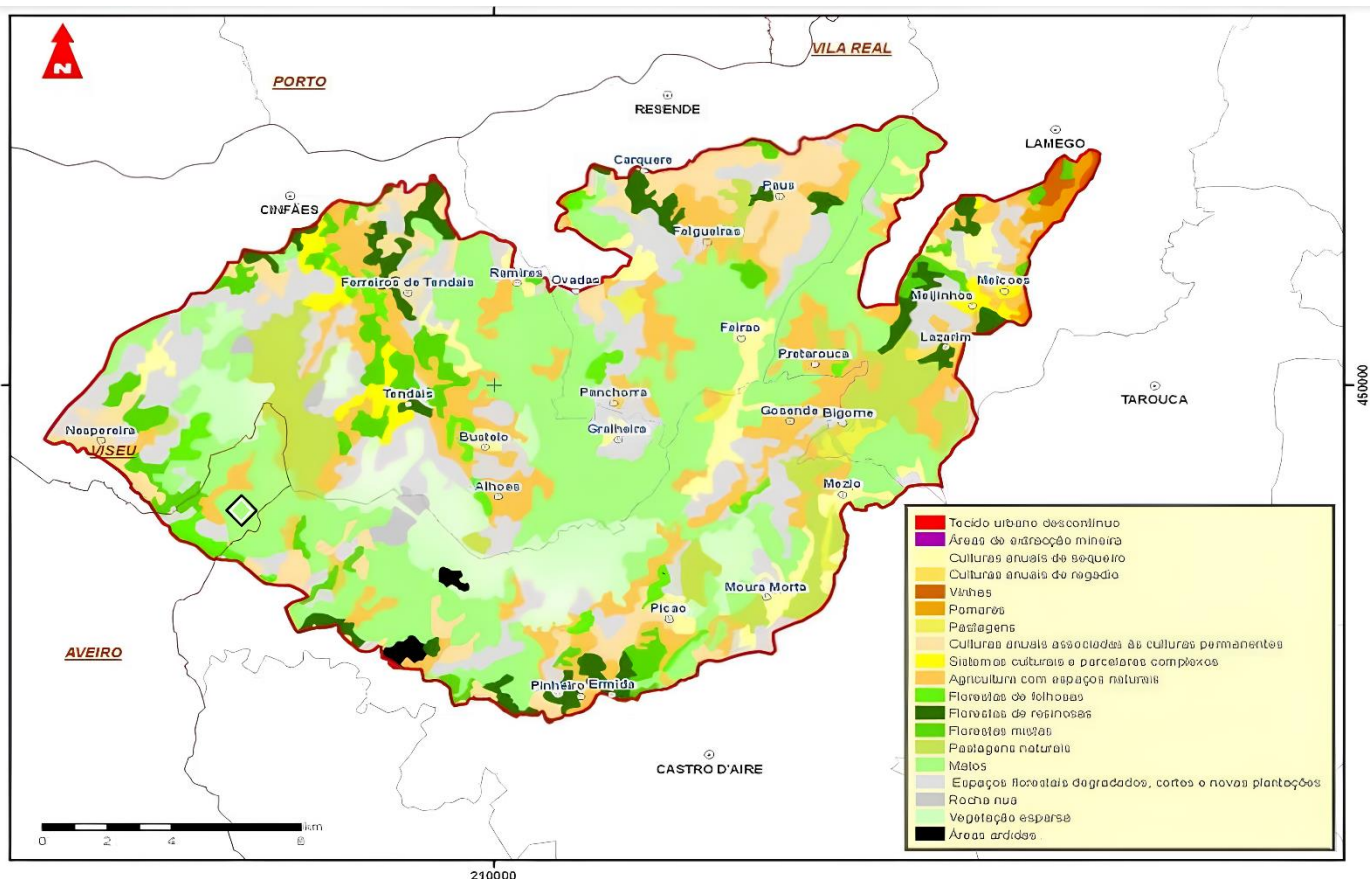 N
VILA REAL
PORTO
RESENDE
LAMEGO
Carquere
Paus
CINFÃES
Felgueiras
Ramires
Ovadas
Ferreiros de Tendais
Meijinhos
Feirao
Lazarim
Pretarouca
Tendais
Panchorra
TAROUCA
450000
Gosende
Bigorne
Nespereira
Gralheira
Bustelo
VISEU
Alhoes
Mezio
Tecido urbano descontínuo
Áreas de extracção mineira
Culturas anuais de sequeiro
Culturas anuais de regadio
Vinhas
Pomares
Pastagens
Culturas anuais associadas às culturas permanentes
Sistemas culturais e parcelares complexos
Agricultura com espaços naturais
Florestas de folhosas
Florestas de resinosas
Florestas mistas
Pastagens naturais
Matos
Espaços florestais degradados, cortes e novas plantações
Rocha nua
Vegetação esparsa
Áreas ardidas
Moura Morta
Picao
AVEIRO
Pinheiro
Ermida
CASTRO D'AIRE
km
0 2 4 8
210000